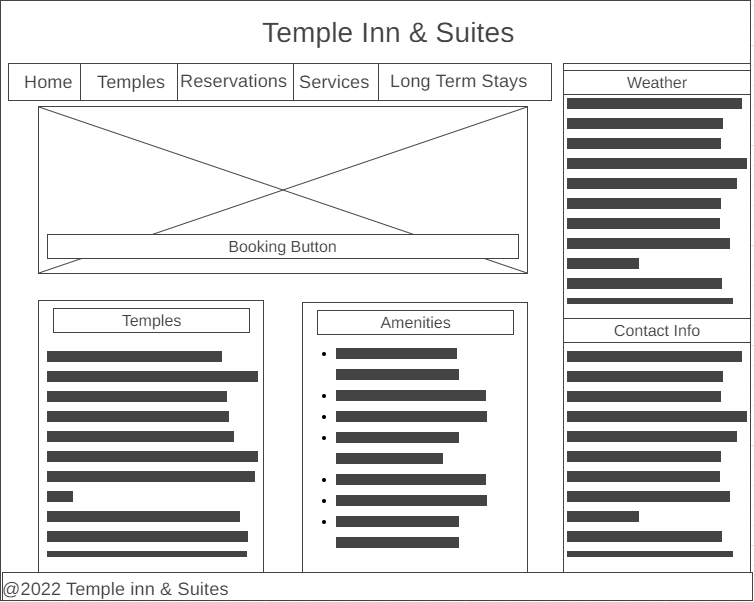 Temple Inn & Suites
Home Temples Reservations Services Long Term Stays
Weather
Booking Button
Temples
Amenities
Contact Info
@2022 Temple inn & Suites